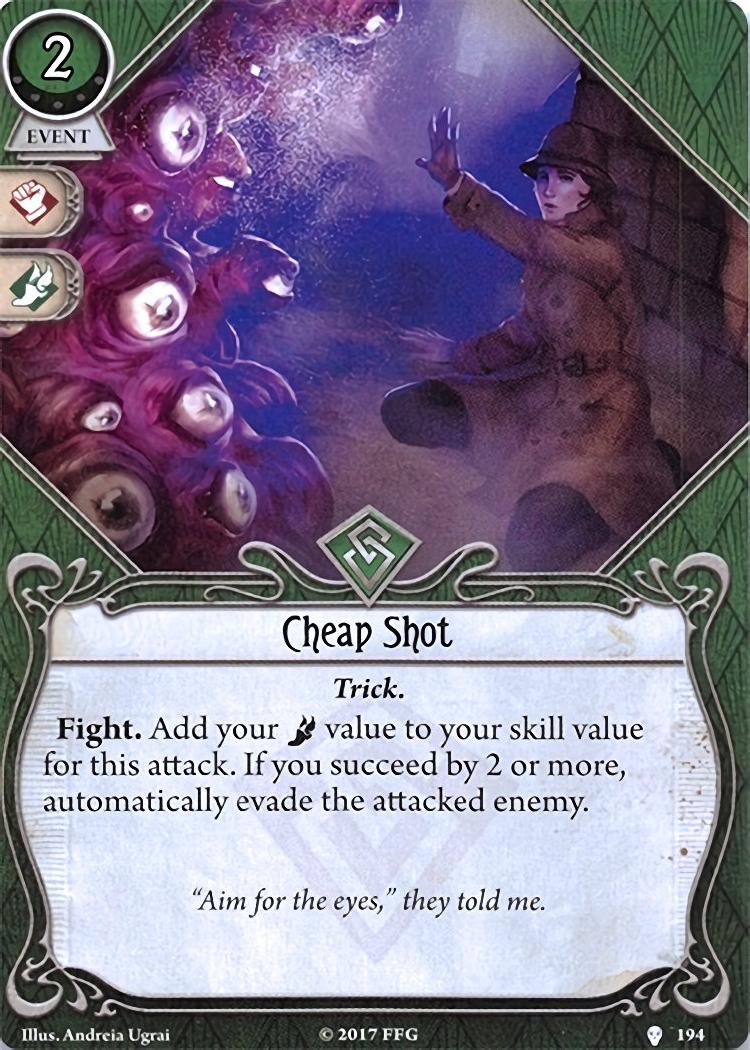 2
EVENT
Cheap Shot
Trick.
Fight. Add your value to your skill value
for this attack. If you succeed by 2 or more,
automatically evade the attacked enemy.
“Aim for the eyes,” they told me.
Illus. Andreia Ugrai
© 2017 FFG
194